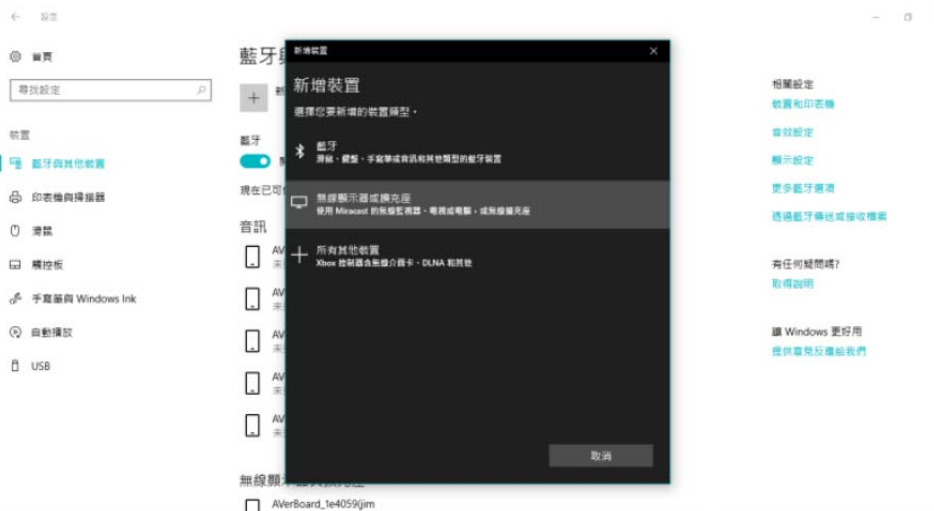 設定
首頁
尋找設定
裝置
藍牙與其他裝置
印表機與掃描器
滑鼠
觸控板
手寫筆與 Windows Ink
自動播放
USB
藍牙
藍牙
現在已可
音訊
AV
AV
AV
AV
AV
無線顯
AVerBoard_1e4059(jim
新增裝置
新增裝置
選擇您要新增的裝置類型。
藍牙
滑鼠、鍵盤、手寫筆或音訊和其他類型的藍牙裝置
無線顯示器或擴充座
使用 Miracast 的無線監視器、電視或電腦，或無線擴充座
所有其他裝置
Xbox 控制器含無線介面卡、DLNA 和其他
取消
相關設定
裝置和印表機
音效設定
顯示設定
更多藍牙選項
透過藍牙傳送或接收檔案
有任何疑問嗎?
取得說明
讓 Windows 更好用
提供意見反應給我們